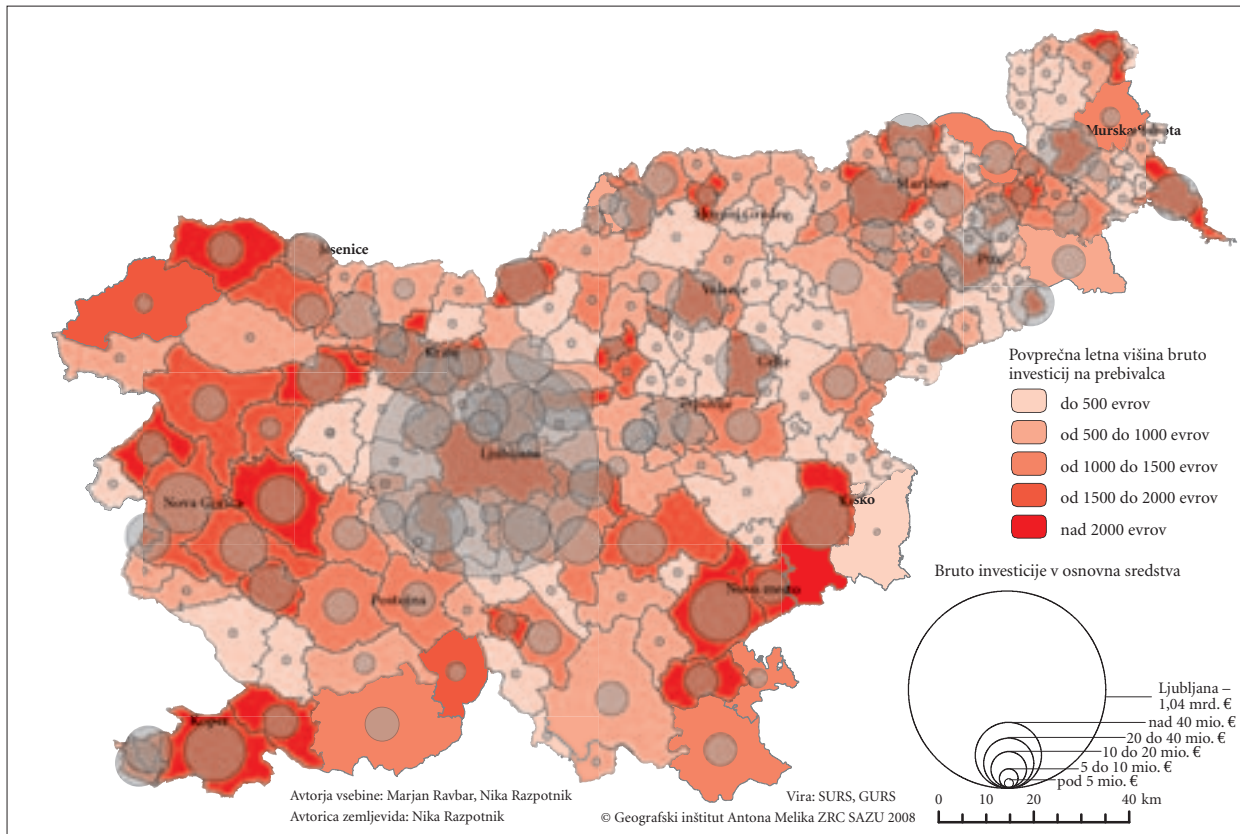 Murska Sobota
Maribor
Slovenj Gradec
Jesenice
Ptuj
Velenje
Kranj
Celje
Trbovlje
Ljubljana
Nova Gorica
Krško
Postojna
Novo mesto
Koper
Povprečna letna višina bruto
investicij na prebivalca
do 500 evrov
od 500 do 1000 evrov
od 1000 do 1500 evrov
od 1500 do 2000 evrov
nad 2000 evrov
Bruto investicije v osnovna sredstva
Ljubljana –
1,04 mrd. €
nad 40 mio. €
20 do 40 mio. €
10 do 20 mio. €
5 do 10 mio. €
pod 5 mio. €
0 10 20 40 km
Avtorja vsebine: Marjan Ravbar, Nika Razpotnik
Avtorica zemljevida: Nika Razpotnik
Vira: SURS, GURS
© Geografski inštitut Antona Melika ZRC SAZU 2008